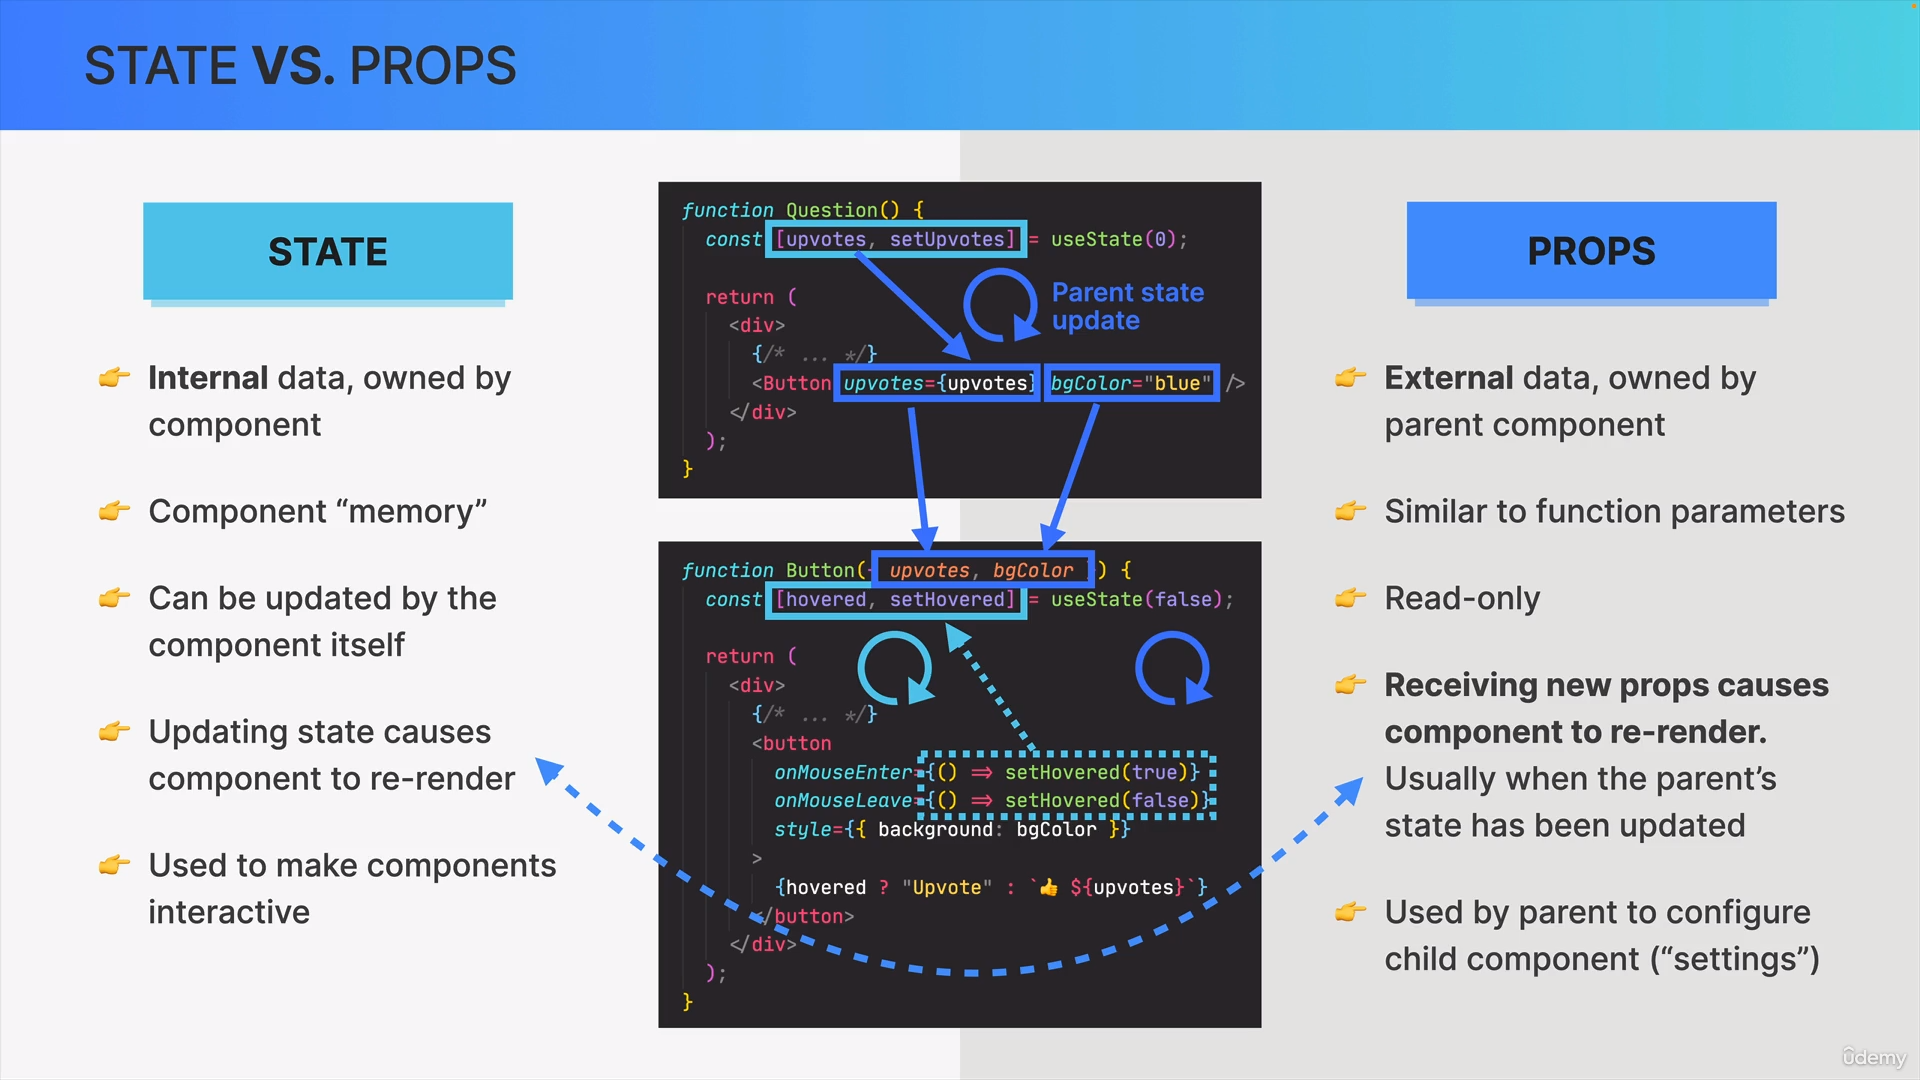 STATE VS. PROPS
STATE
👉 Internal data, owned by
component
👉 Component “memory”
👉 Can be updated by the
component itself
👉 Updating state causes
component to re-render
👉 Used to make components
interactive
function Question() {
const [upvotes, setUpvotes] = useState(0);
return (
<div>
{/* ... */}
<Button upvotes={upvotes} bgColor="blue" />
</div>
);
}
Parent state
update
function Button({ upvotes, bgColor }) {
const [hovered, setHovered] = useState(false);
return (
<div>
{/* ... */}
<button
onMouseEnter={() => setHovered(true)}
onMouseLeave={() => setHovered(false)}
style={{ background: bgColor }}
>
{hovered ? "Upvote" : `👍 ${upvotes}`}
</button>
</div>
);
}
PROPS
👉 External data, owned by
parent component
👉 Similar to function parameters
👉 Read-only
👉 Receiving new props causes
component to re-render.
Usually when the parent’s
state has been updated
👉 Used by parent to configure
child component (“settings”)
ûdemy